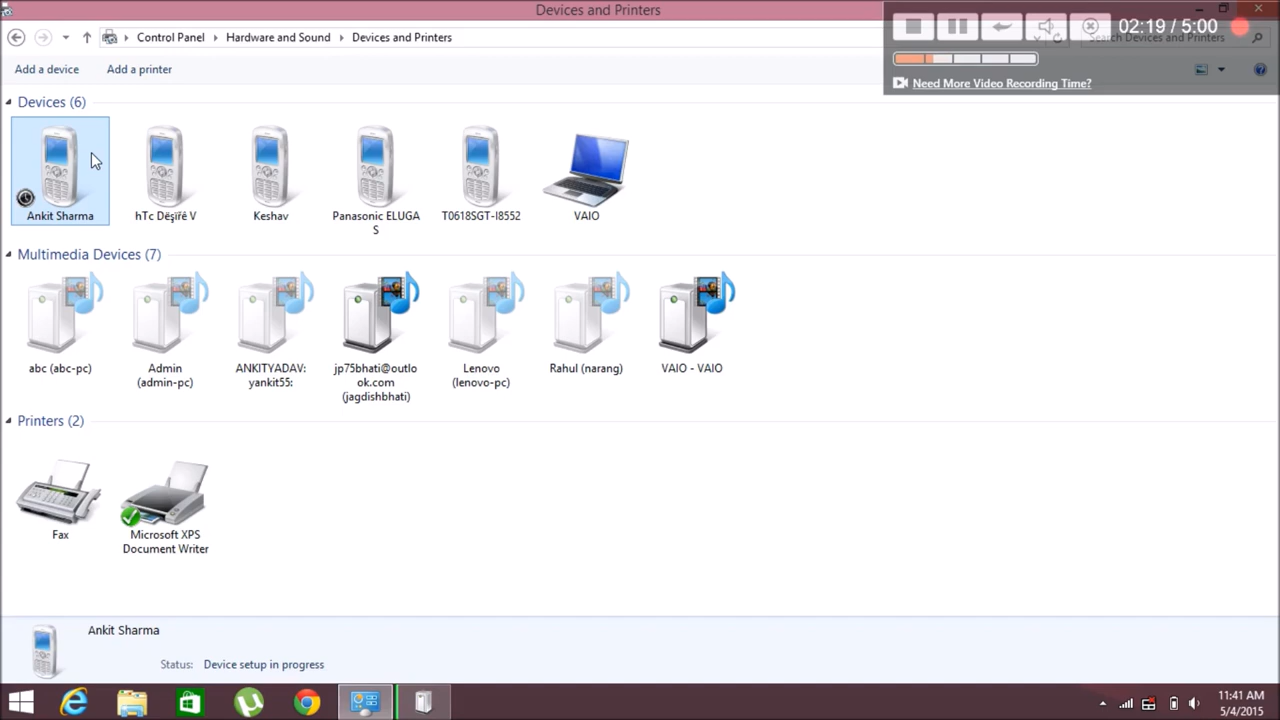 Devices and Printers
02:19 / 5:00
Control Panel Hardware and Sound Devices and Printers
Search Devices and Printers
Add a device Add a printer
Need More Video Recording Time?
Devices (6)
Ankit Sharma
hTc Dëşïřê V
Keshav
Panasonic ELUGA
S
T0618SGT-I8552
VAIO
Multimedia Devices (7)
abc (abc-pc)
Admin
(admin-pc)
ANKITYADAV:
yankit55:
jp75bhati@outlo
ok.com
(jagdishbhati)
Lenovo
(lenovo-pc)
Rahul (narang)
VAIO - VAIO
Printers (2)
Fax
Microsoft XPS
Document Writer
Ankit Sharma
Status: Device setup in progress
11:41 AM
5/4/2015